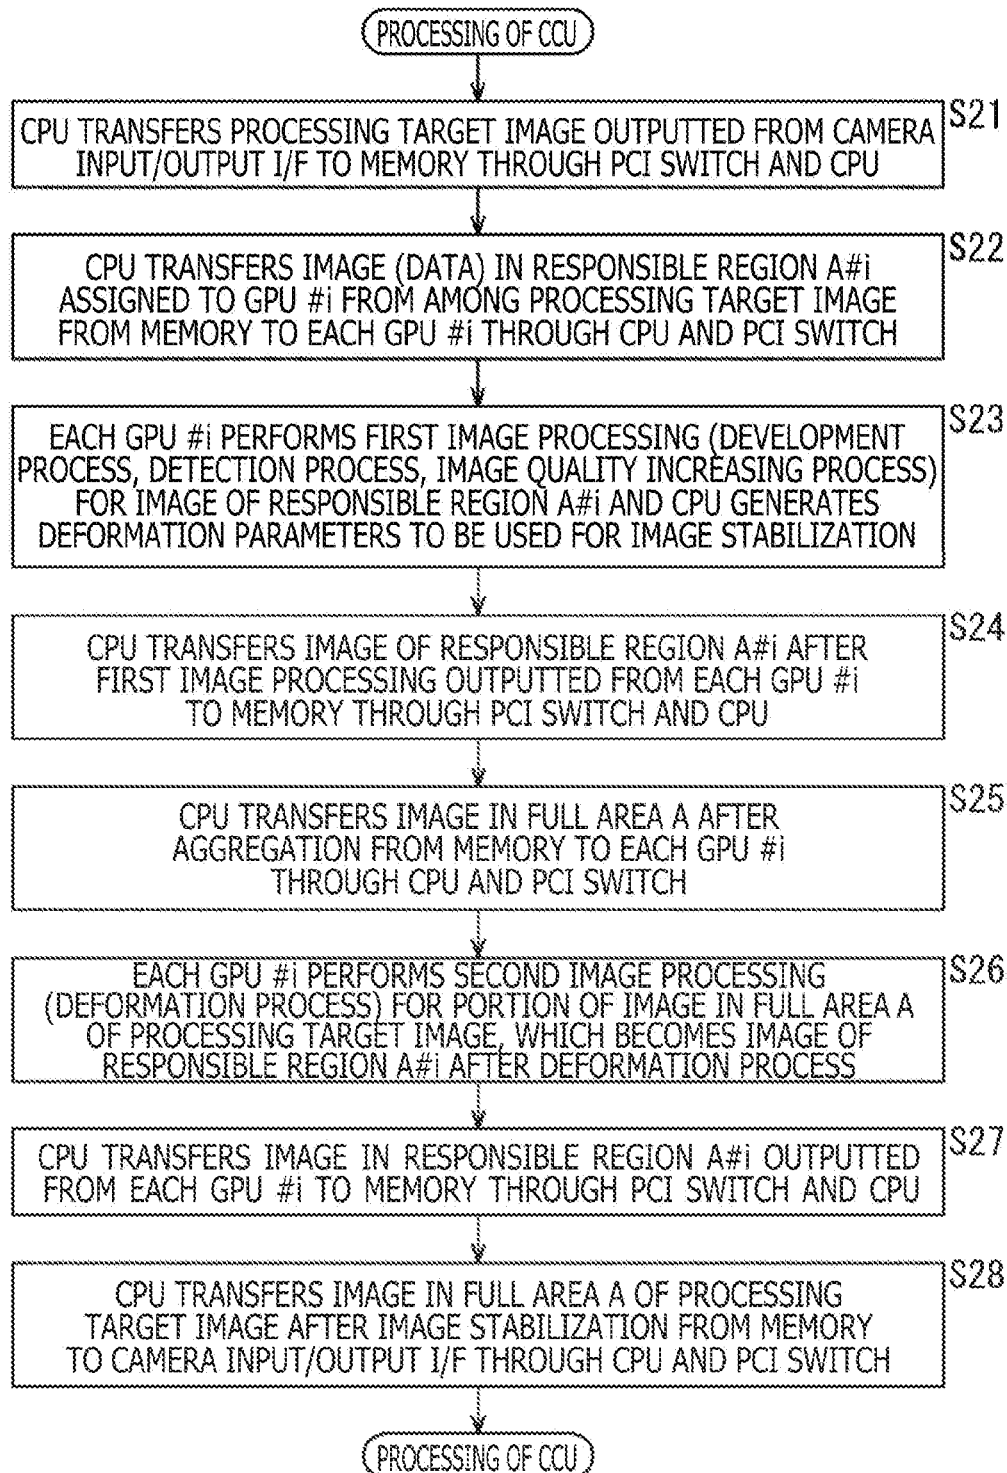 PROCESSING OF CCU
S21
CPU TRANSFERS PROCESSING TARGET IMAGE OUTPUTTED FROM CAMERA
INPUT/OUTPUT I/F TO MEMORY THROUGH PCI SWITCH AND CPU
S22
CPU TRANSFERS IMAGE (DATA) IN RESPONSIBLE REGION A#i
ASSIGNED TO GPU #i FROM AMONG PROCESSING TARGET IMAGE
FROM MEMORY TO EACH GPU #i THROUGH CPU AND PCI SWITCH
S23
EACH GPU #i PERFORMS FIRST IMAGE PROCESSING (DEVELOPMENT
PROCESS, DETECTION PROCESS, IMAGE QUALITY INCREASING PROCESS)
FOR IMAGE OF RESPONSIBLE REGION A#i AND CPU GENERATES
DEFORMATION PARAMETERS TO BE USED FOR IMAGE STABILIZATION
S24
CPU TRANSFERS IMAGE OF RESPONSIBLE REGION A#i AFTER
FIRST IMAGE PROCESSING OUTPUTTED FROM EACH GPU #i
TO MEMORY THROUGH PCI SWITCH AND CPU
S25
CPU TRANSFERS IMAGE IN FULL AREA A AFTER
AGGREGATION FROM MEMORY TO EACH GPU #i
THROUGH CPU AND PCI SWITCH
S26
EACH GPU #i PERFORMS SECOND IMAGE PROCESSING
(DEFORMATION PROCESS) FOR PORTION OF IMAGE IN FULL AREA A
OF PROCESSING TARGET IMAGE, WHICH BECOMES IMAGE OF
RESPONSIBLE REGION A#i AFTER DEFORMATION PROCESS
S27
CPU TRANSFERS IMAGE IN RESPONSIBLE REGION A#i OUTPUTTED
FROM EACH GPU #i TO MEMORY THROUGH PCI SWITCH AND CPU
S28
CPU TRANSFERS IMAGE IN FULL AREA A OF PROCESSING
TARGET IMAGE AFTER IMAGE STABILIZATION FROM MEMORY
TO CAMERA INPUT/OUTPUT I/F THROUGH CPU AND PCI SWITCH
PROCESSING OF CCU